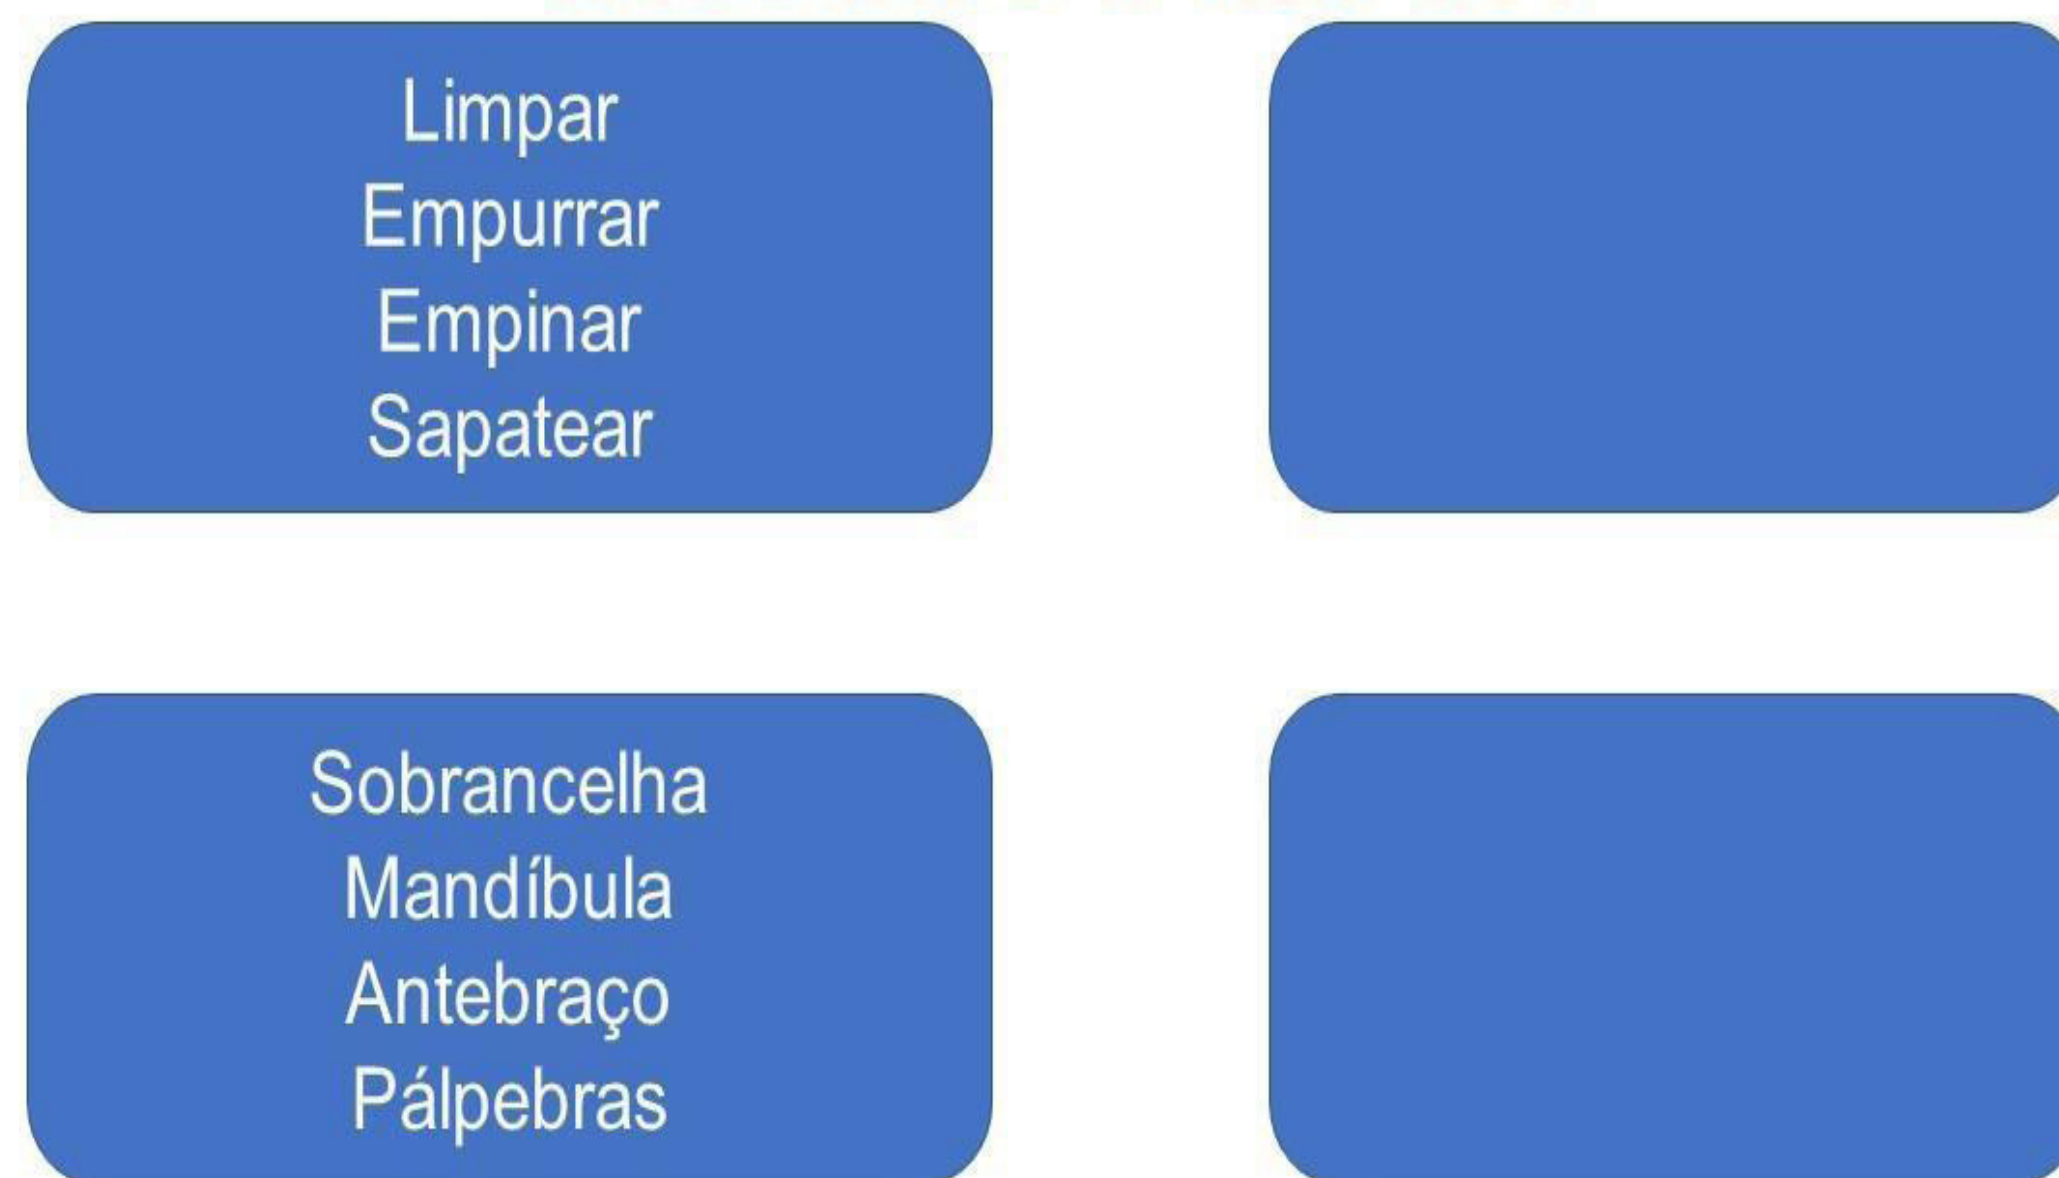 Limpar
Empurrar
Empinar
Sapatear
Sobrancelha
Mandíbula
Antebraço
Pálpebras